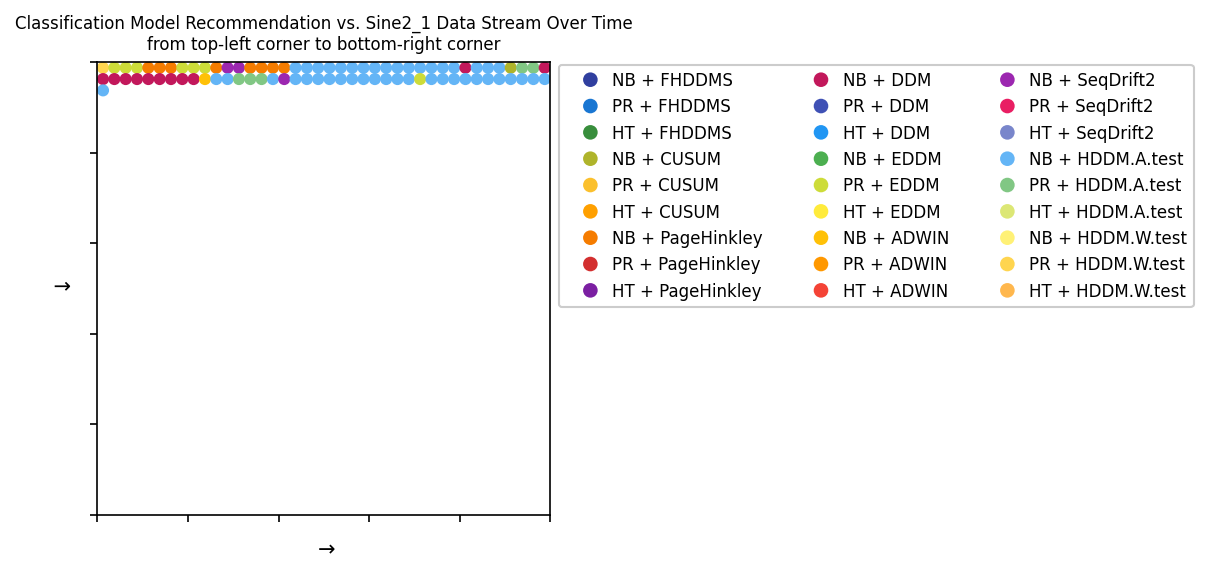 Classification Model Recommendation vs. Sine2_1 Data Stream Over Time
from top-left corner to bottom-right corner
NB + FHDDMS
PR + FHDDMS
HT + FHDDMS
NB + CUSUM
PR + CUSUM
HT + CUSUM
NB + PageHinkley
PR + PageHinkley
HT + PageHinkley
NB + DDM
PR + DDM
HT + DDM
NB + EDDM
PR + EDDM
HT + EDDM
NB + ADWIN
PR + ADWIN
HT + ADWIN
NB + SeqDrift2
PR + SeqDrift2
HT + SeqDrift2
NB + HDDM.A.test
PR + HDDM.A.test
HT + HDDM.A.test
NB + HDDM.W.test
PR + HDDM.W.test
HT + HDDM.W.test
→
→